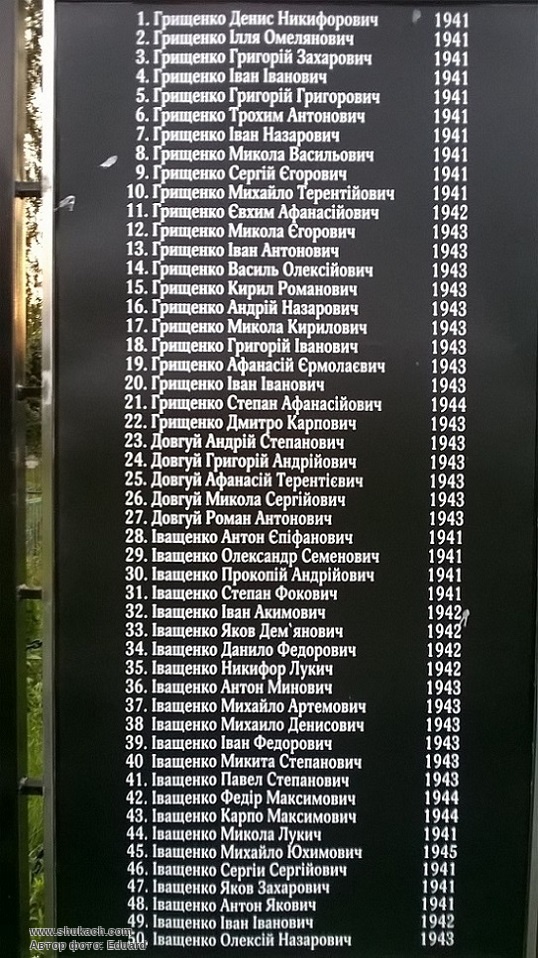 1. Грищенко Денис Никифорович 1941
2. Грищенко Ілля Омелянович 1941
3. Грищенко Григорій Захарович 1941
4. Грищенко Іван Іванович 1941
5. Грищенко Григорій Григорович 1941
6. Грищенко Трохим Антонович 1941
7. Грищенко Іван Назарович 1941
8. Грищенко Микола Васильович 1941
9. Грищенко Сергій Єгорович 1941
10. Грищенко Михайло Терентійович 1941
11. Грищенко Євхим Афанасійович 1942
12. Грищенко Микола Єгорович 1943
13. Грищенко Іван Антонович 1943
14. Грищенко Василь Олексійович 1943
15. Грищенко Кирил Романович 1943
16. Грищенко Андрій Назарович 1943
17. Грищенко Микола Кирилович 1943
18. Грищенко Григорій Іванович 1943
19. Грищенко Афанасій Єрмолаєвич 1943
20. Грищенко Іван Іванович 1943
21. Грищенко Степан Афанасійович 1944
22. Грищенко Дмитро Карпович 1943
23. Довгуй Андрій Степанович 1943
24. Довгуй Григорій Андрійович 1943
25. Довгуй Афанасій Терентієвич 1943
26. Довгуй Микола Сергійович 1943
27. Довгуй Роман Антонович 1943
28. Іващенко Антон Єпіфанович 1941
29. Іващенко Олександр Семенович 1941
30. Іващенко Прокопій Андрійович 1941
31. Іващенко Степан Фокович 1941
32. Іващенко Іван Акимович 1942
33. Іващенко Яков Дем`янович 1942
34. Іващенко Данило Федорович 1942
35. Іващенко Никифор Лукич 1942
36. Іващенко Антон Минович 1943
37. Іващенко Михайло Артемович 1943
38 Іващенко Михаило Денисович 1943
39. Іващенко Іван Федорович 1943
40 Іващенко Микита Степанович 1943
41. Іващенко Павел Степанович 1943
42. Іващенко Федір Максимович 1944
43. Іващенко Карпо Максимович 1944
44. Іващенко Микола Лукич 1941
45. Іващенко Михайло Юхимович 1945
46. Іващенко Сергіи Сергійович 1941
47. Іващенко Яков Захарович 1941
48. Іващенко Антон Якович 1941
49. Іващенко Іван Іванович 1942
50. Іващенко Олексій Назарович 1943
www.shukach.com
Автор фото: Eduard